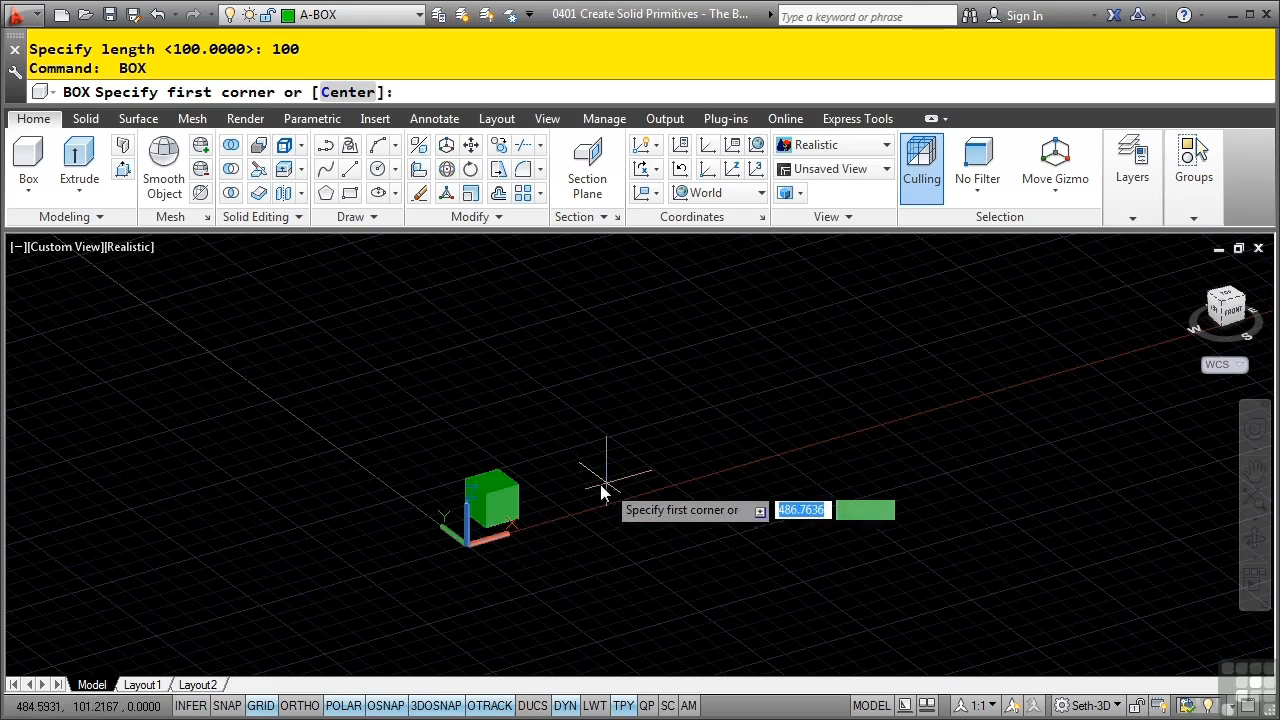 A-BOX
0401 Create Solid Primitives - The B...
Type a keyword or phrase
Sign In
Specify length <100.0000>: 100
Command:  BOX
BOX Specify first corner or [Center]:
Home Solid Surface Mesh Render Parametric Insert Annotate Layout View Manage Output Plug-ins Online Express Tools
Box
Extrude
Smooth Object
Section Plane
Realistic
Unsaved View
World
Culling
No Filter
Move Gizmo
Layers
Groups
Modeling Mesh Solid Editing Draw Modify Section Coordinates View Selection
[−][Custom View][Realistic]
TOP
FRONT
W
S
WCS
Y
X
Specify first corner or
486.7636
Model Layout1 Layout2
484.5931, 101.2167, 0.0000
INFER SNAP GRID ORTHO POLAR OSNAP 3DOSNAP OTRACK DUCS DYN LWT TPY QP SC AM
MODEL
1:1
Seth-3D